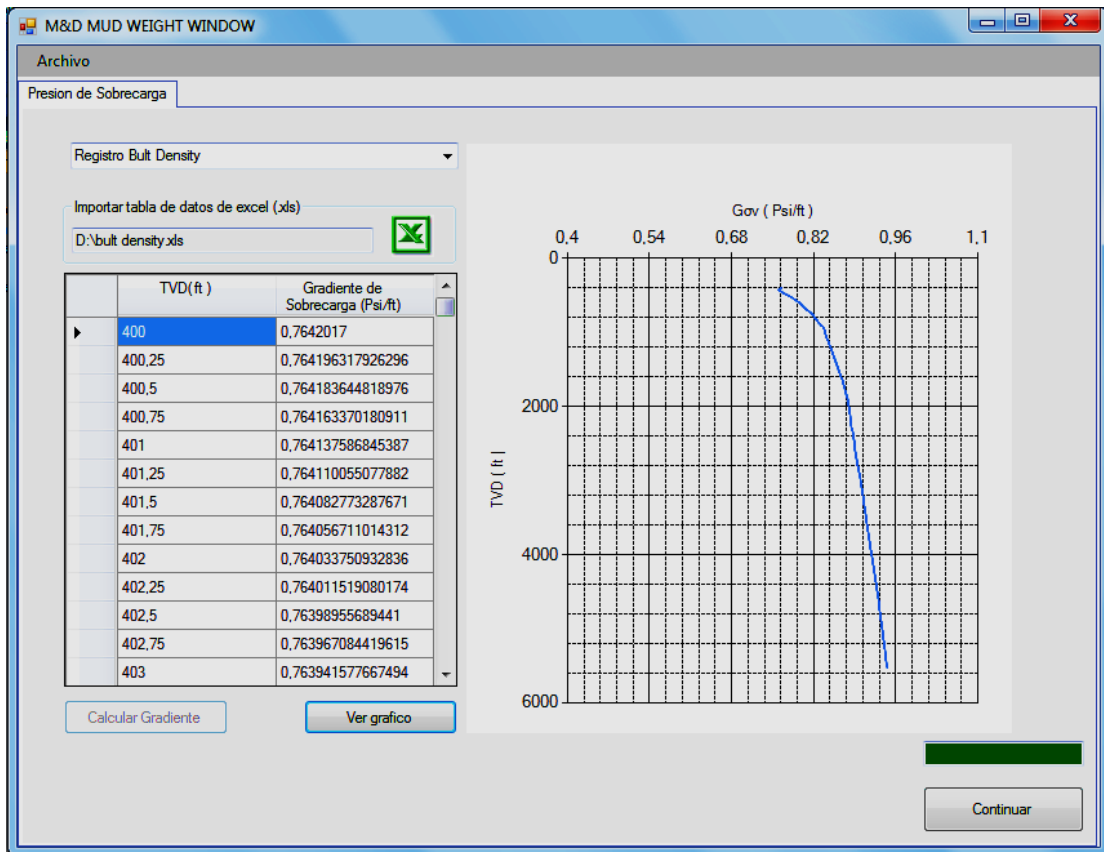 M&D MUD WEIGHT WINDOW
Archivo
Presion de Sobrecarga
Registro Bult Density
Importar tabla de datos de excel (.xls)
D:\bult density.xls
TVD(ft ) Gradiente de Sobrecarga (Psi/ft)
400 0,7642017
400,25 0,764196317926296
400,5 0,764183644818976
400,75 0,764163370180911
401 0,764137586845387
401,25 0,764110055077882
401,5 0,764082773287671
401,75 0,764056711014312
402 0,764033750932836
402,25 0,764011519080174
402,5 0,76398955689441
402,75 0,763967084419615
403 0,763941577667494
Calcular Gradiente
Ver grafico
Gσv ( Psi/ft )
0,4 0,54 0,68 0,82 0,96 1,1
0
2000
4000
6000
TVD ( ft )
Continuar